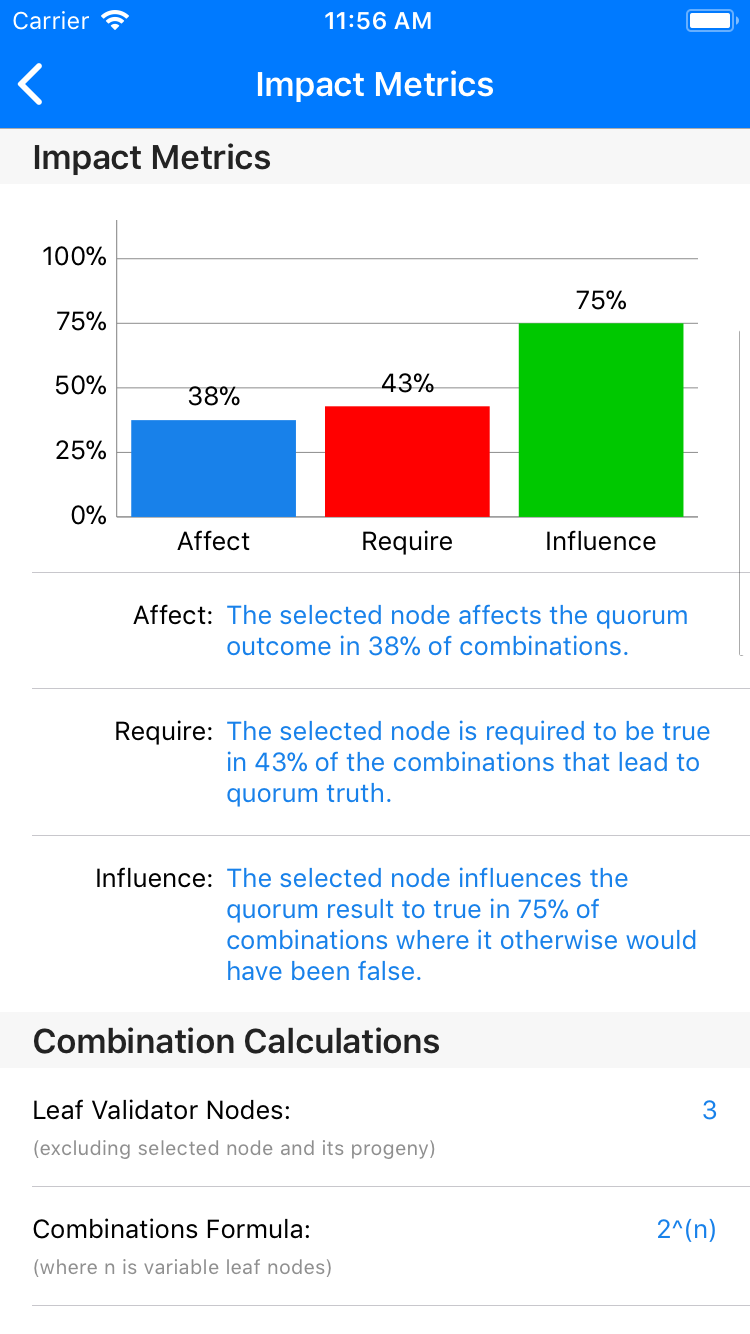 Carrier 11:56 AM
Impact Metrics
Impact Metrics
100%
75%
50%
25%
0%
38%
43%
75%
Affect Require Influence
Affect: The selected node affects the quorum
outcome in 38% of combinations.
Require: The selected node is required to be true
in 43% of the combinations that lead to
quorum truth.
Influence: The selected node influences the
quorum result to true in 75% of
combinations where it otherwise would
have been false.
Combination Calculations
Leaf Validator Nodes: 3
(excluding selected node and its progeny)
Combinations Formula: 2^(n)
(where n is variable leaf nodes)